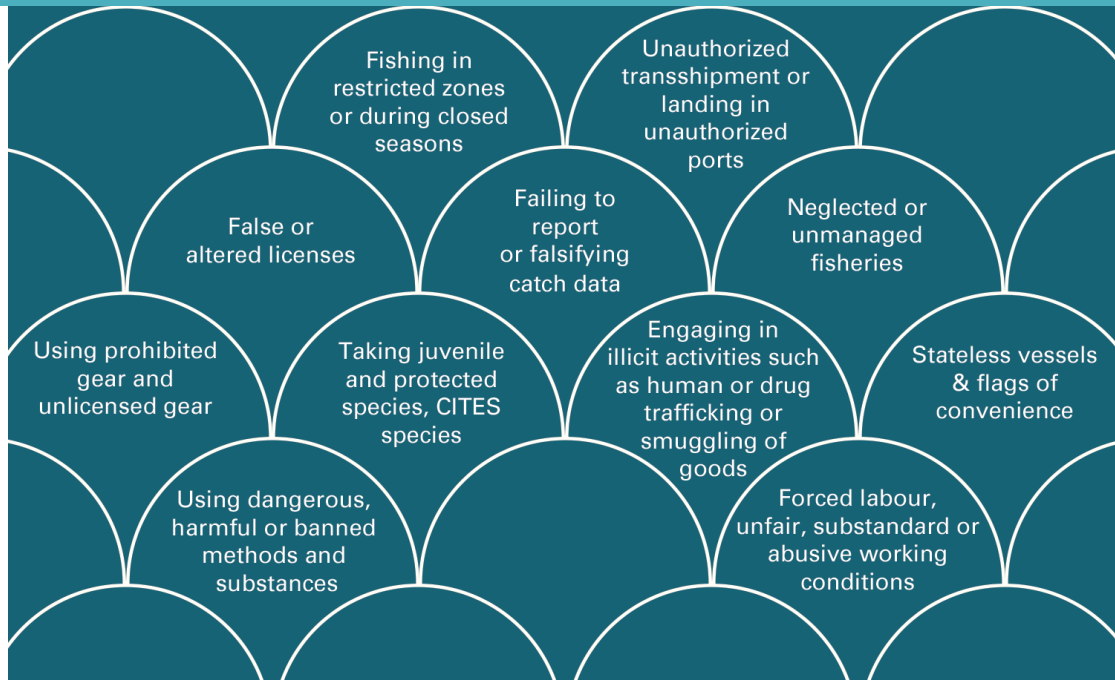 Fishing in
restricted zones
or during closed
seasons
Unauthorized
transshipment or
landing in
unauthorized
ports
False or
altered licenses
Failing to
report
or falsifying
catch data
Neglected or
unmanaged
fisheries
Using prohibited
gear and
unlicensed gear
Taking juvenile
and protected
species, CITES
species
Engaging in
illicit activities such
as human or drug
trafficking or
smuggling of
goods
Stateless vessels
& flags of
convenience
Using dangerous,
harmful or banned
methods and
substances
Forced labour,
unfair, substandard or
abusive working
conditions